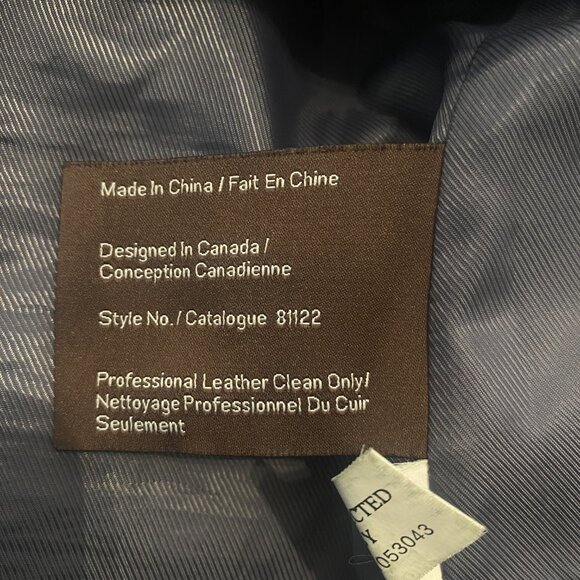 Made In China / Fait En Chine
Designed In Canada /
Conception Canadienne
Style No. / Catalogue 81122
Professional Leather Clean Only/
Nettoyage Professionnel Du Cuir
Seulement
CTED
Y
053043